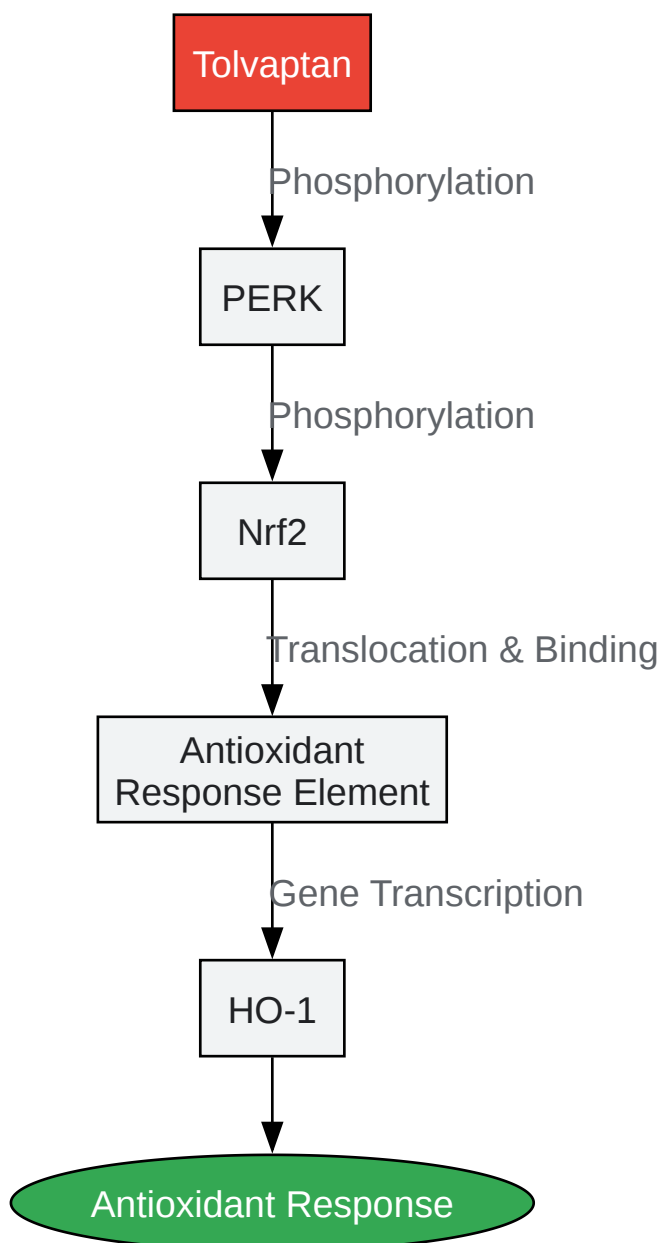 Tolvaptan
Phosphorylation
PERK
Phosphorylation
Nrf2
Translocation & Binding
Antioxidant
Response Element
Gene Transcription
HO-1
Antioxidant Response